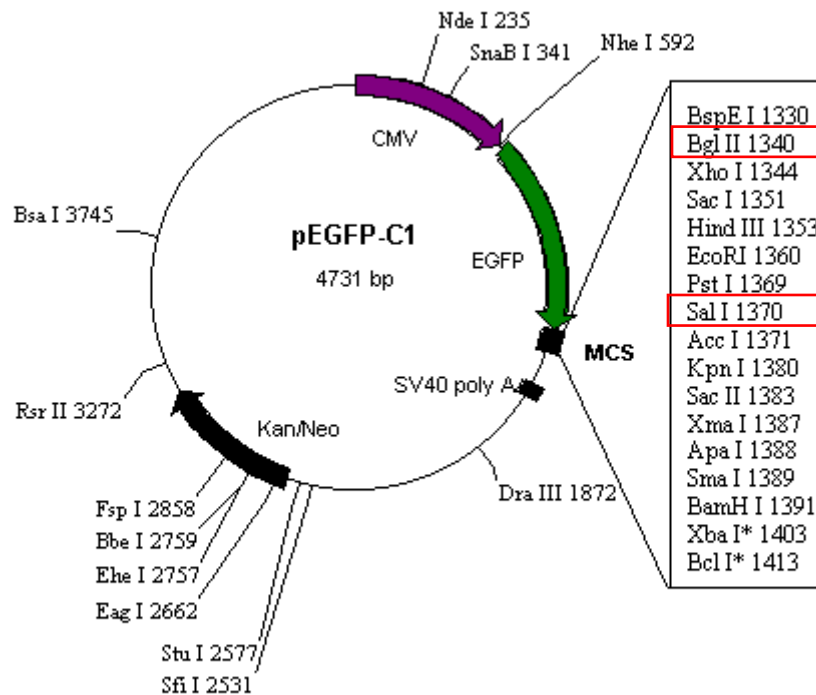 Nde I 235
SnaB I 341
Nhe I 592
CMV
Bsa I 3745
pEGFP-C1
4731 bp
EGFP
MCS
SV40 poly A
Rsr II 3272
Kan/Neo
Dra III 1872
Fsp I 2858
Bbe I 2759
Ehe I 2757
Eag I 2662
Stu I 2577
Sfi I 2531
BspE I 1330
Bgl II 1340
Xho I 1344
Sac I 1351
Hind III 1353
EcoRI 1360
Pst I 1369
Sal I 1370
Acc I 1371
Kpn I 1380
Sac II 1383
Xma I 1387
Apa I 1388
Sma I 1389
BamH I 1391
Xba I* 1403
Bcl I* 1413